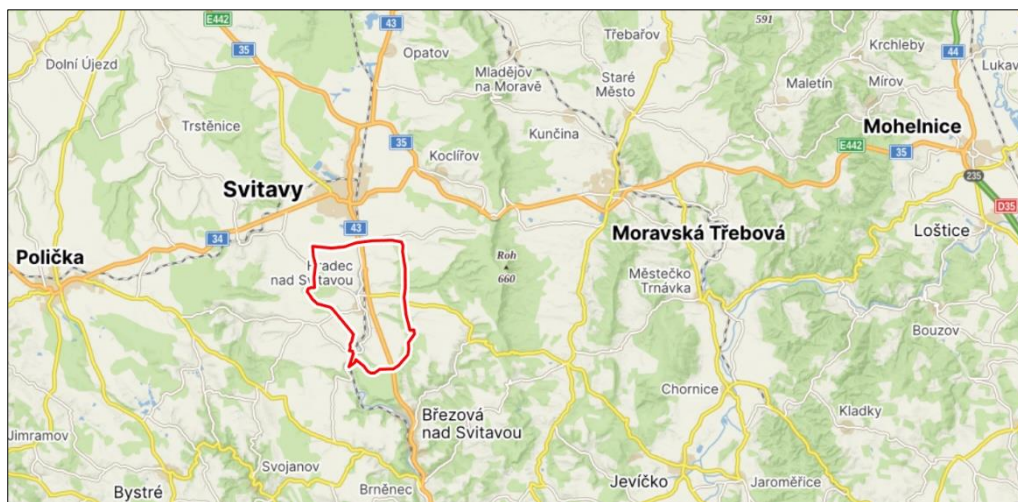 E442
43
591
Třebařov
Krchleby
35
Opatov
44
Dolní Újezd
Mladějov
na Moravě
Staré
Město
Maletín
Mírov
Lukav
Trstěnice
Kunčina
Mohelnice
35
E442
35
Koclířov
235
Svitavy
D35
43
Moravská Třebová
Loštice
34
Polička
Hradec
nad Svitavou
Roh
660
Městečko
Trnávka
Bouzov
Chornice
Kladky
Březová
nad Svitavou
Jimramov
Svojanov
Jevíčko
Jaroměřice
Bystré
Brněnec